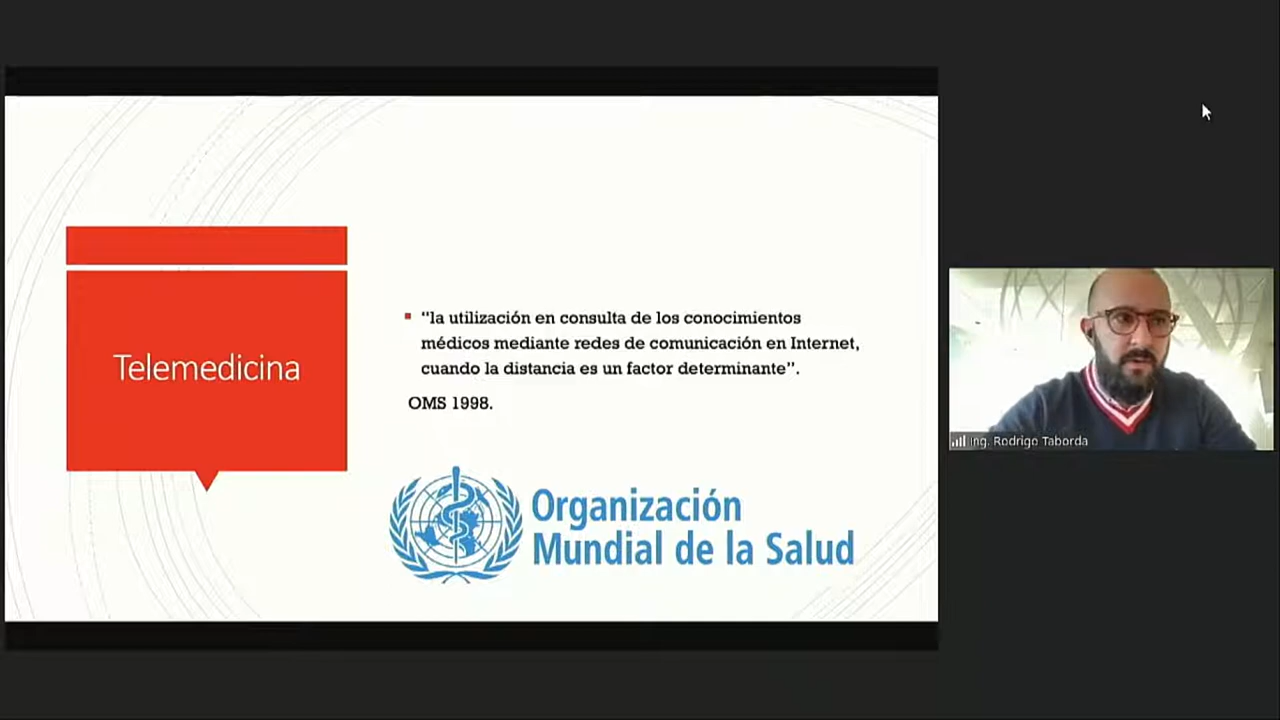 Telemedicina
“la utilización en consulta de los conocimientos
médicos mediante redes de comunicación en Internet,
cuando la distancia es un factor determinante”.
OMS 1998.
Organización
Mundial de la Salud
Ing. Rodrigo Taborda